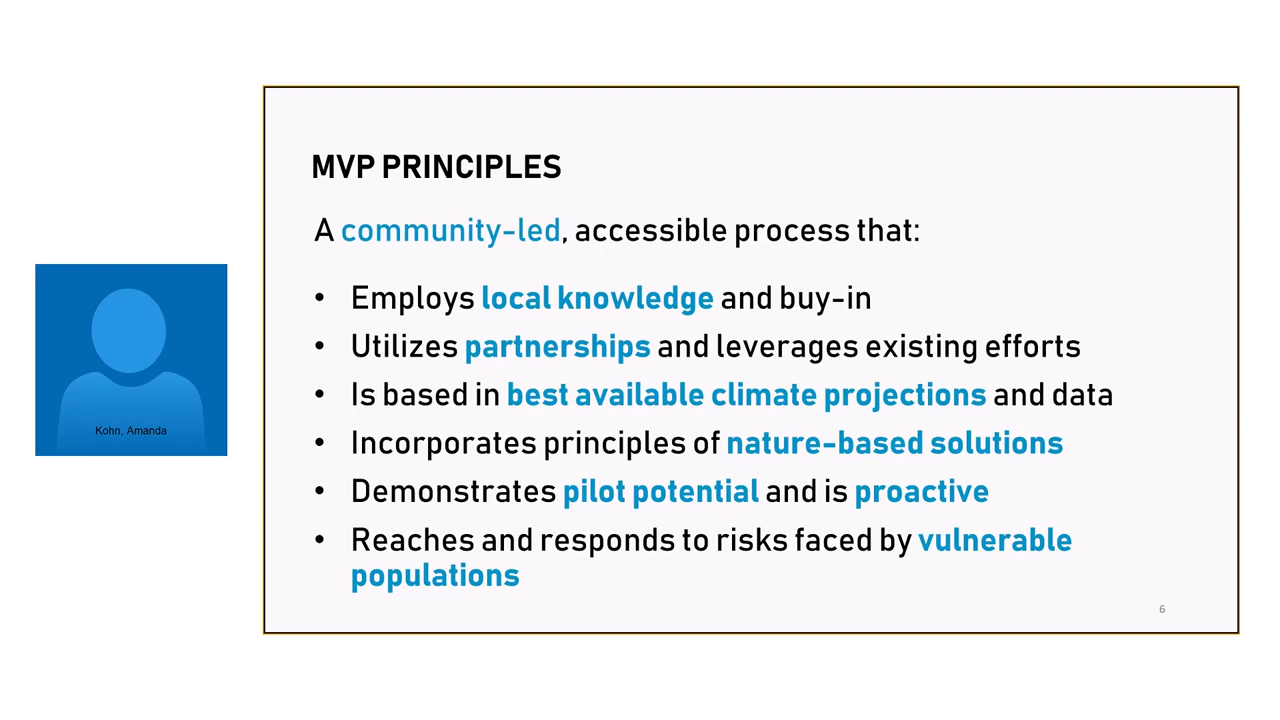 MVP PRINCIPLES
A community-led, accessible process that:
• Employs local knowledge and buy-in
• Utilizes partnerships and leverages existing efforts
• Is based in best available climate projections and data
• Incorporates principles of nature-based solutions
• Demonstrates pilot potential and is proactive
• Reaches and responds to risks faced by vulnerable
populations
6
Kohn, Amanda